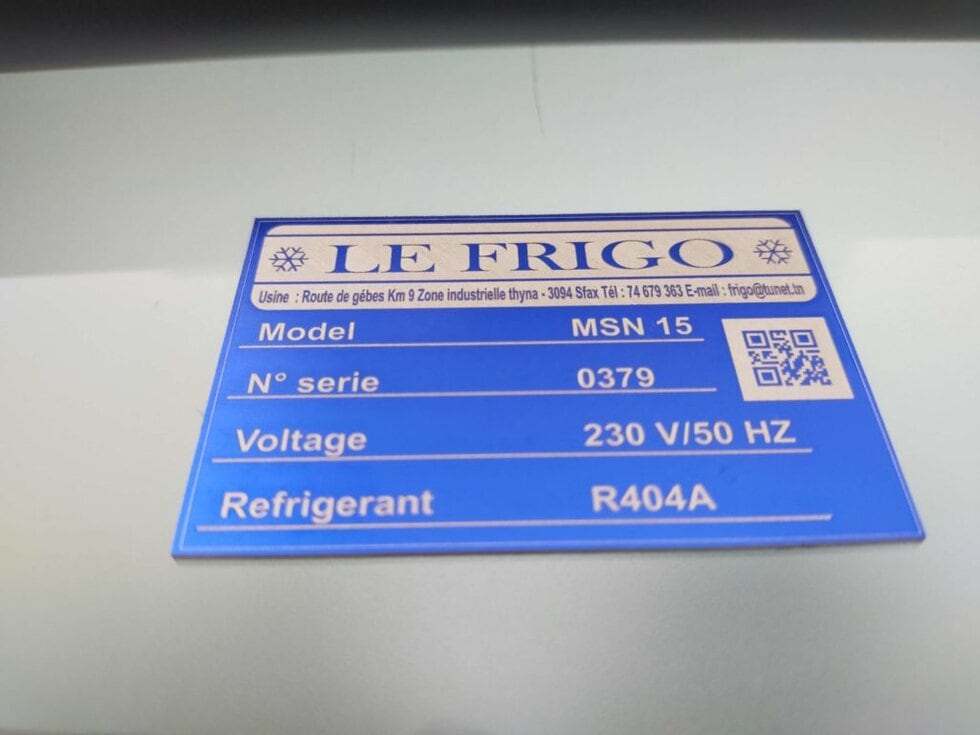 LE FRIGO
Usine : Route de gébes Km 9 Zone industrielle thyna - 3094 Sfax Tél : 74 679 363 E-mail : frigo@tunet.tn
Model MSN 15
N° serie 0379
Voltage 230 V/50 HZ
Refrigerant R404A